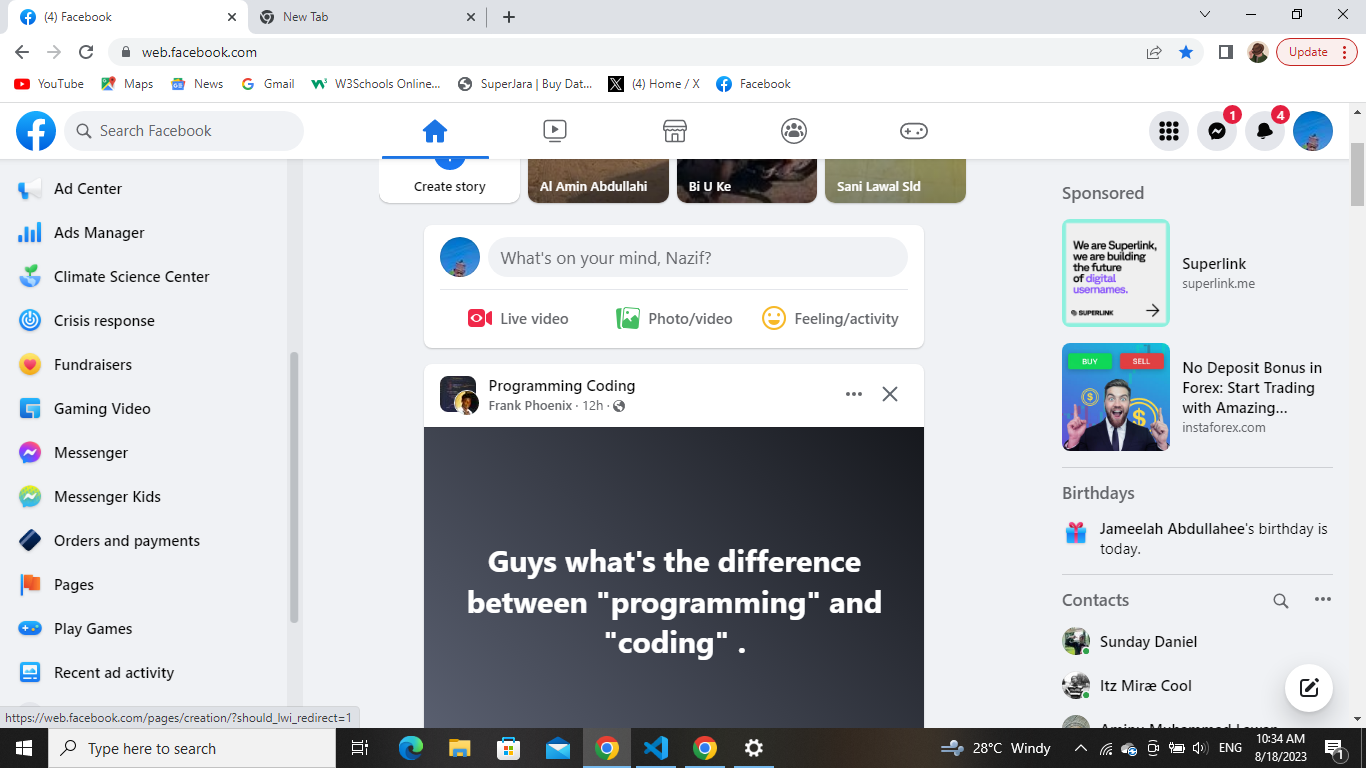 (4) Facebook
New Tab
web.facebook.com
Update
YouTube
Maps
News
Gmail
W3Schools Online...
SuperJara | Buy Dat...
(4) Home / X
Facebook
Search Facebook
1
4
Ad Center
Ads Manager
Climate Science Center
Crisis response
Fundraisers
Gaming Video
Messenger
Messenger Kids
Orders and payments
Pages
Play Games
Recent ad activity
https://web.facebook.com/pages/creation/?should_lwi_redirect=1
Create story
Al Amin Abdullahi
Bi U Ke
Sani Lawal Sld
What's on your mind, Nazif?
Live video
Photo/video
Feeling/activity
Programming Coding
Frank Phoenix · 12h ·
Guys what's the difference
between "programming" and
"coding" .
Sponsored
We are Superlink,
we are building
the future
of digital
usernames.
SUPERLINK
Superlink
superlink.me
BUY
SELL
No Deposit Bonus in
Forex: Start Trading
with Amazing...
instaforex.com
Birthdays
Jameelah Abdullahee's birthday is
today.
Contacts
Sunday Daniel
Itz Miræ Cool
Type here to search
28°C Windy
ENG
10:34 AM
8/18/2023
1